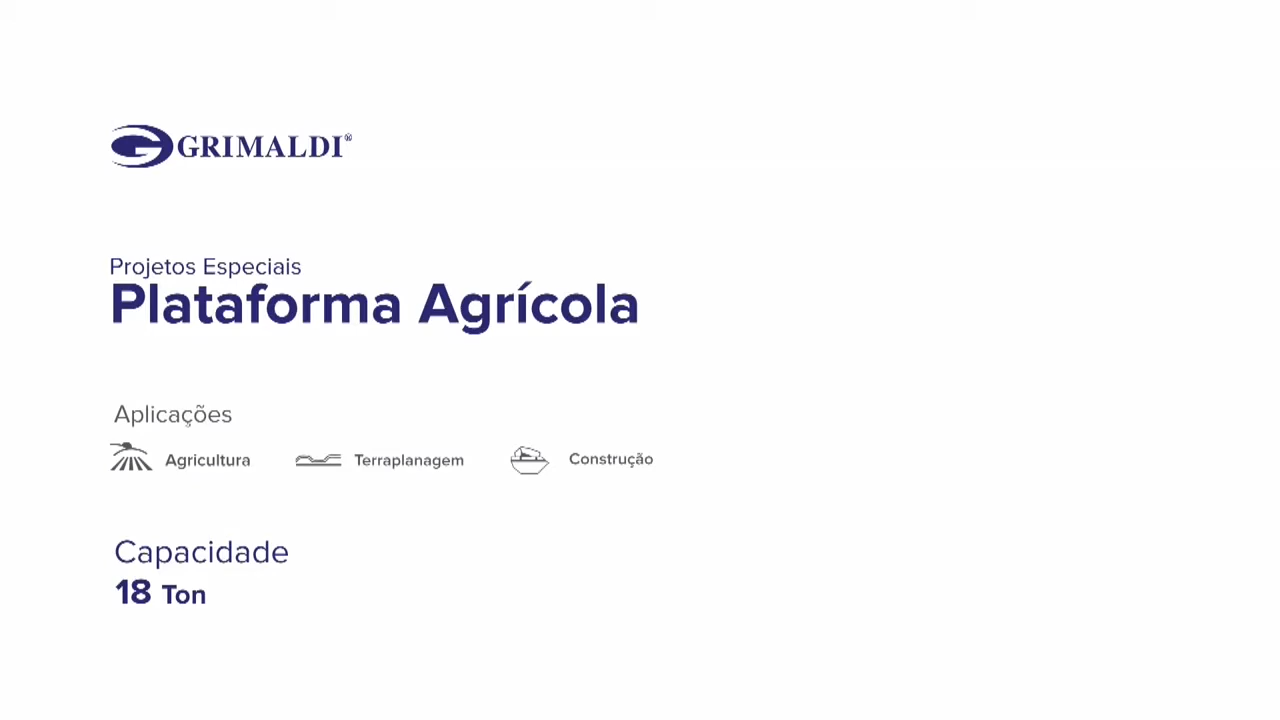 GRIMALDI®
Projetos Especiais
Plataforma Agrícola
Aplicações
Agricultura Terraplanagem Construção
Capacidade
18 Ton